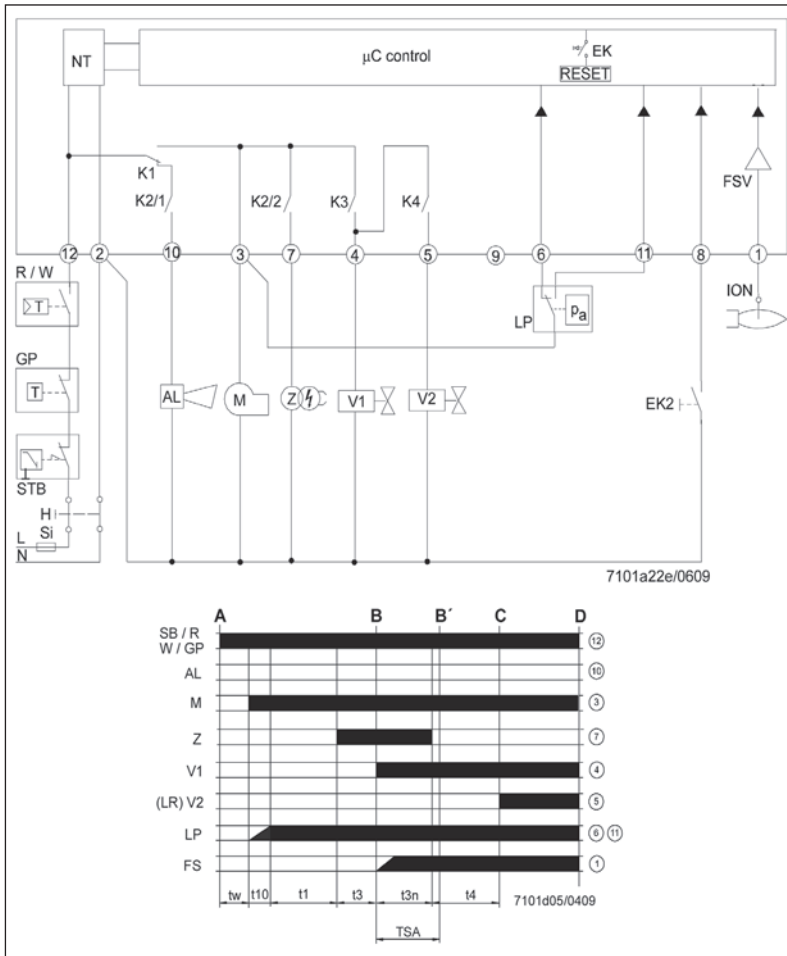 NT
µC control
EK
RESET
K1
FSV
K2/1
K2/2
K3
K4
12 2 10 3 7 4 5 9 6 11 8 1
R / W
T
LP
pa
ION
GP
T
AL
M
Z
V1
V2
EK2
STB
H
Si
L
N
7101a22e/0609
A B B´ C D
SB / R
W / GP
12
AL
10
M
3
Z
7
V1
4
(LR) V2
5
LP
6 11
FS
1
tw t10 t1 t3 t3n t4
7101d05/0409
TSA